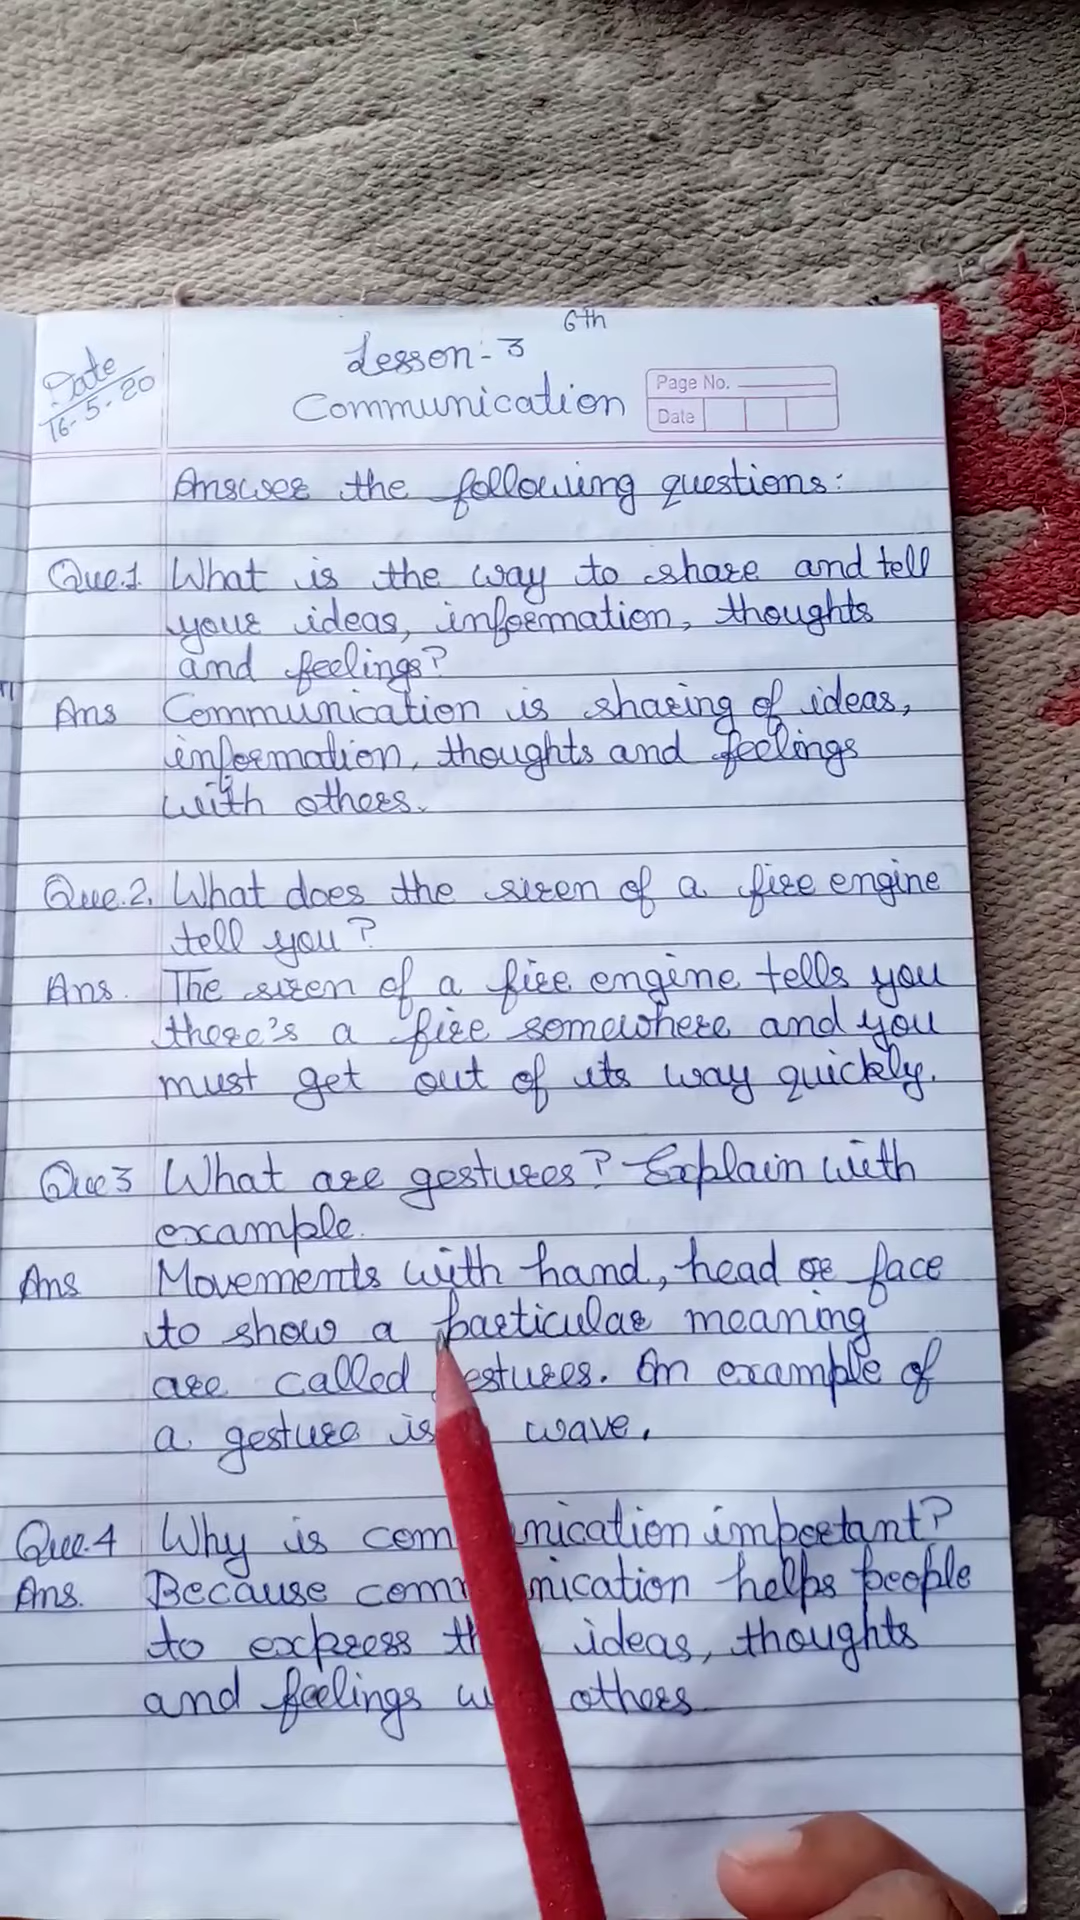 6th
Lesson-3
Communication
Date
16-5-20
Page No.
Date
Answer the following questions:
Que.1 What is the way to share and tell
your ideas, information, thoughts
and feelings?
Ans Communication is sharing of ideas,
information, thoughts and feelings
with others.
Que.2. What does the siren of a fire engine
tell you?
Ans. The siren of a fire engine tells you
there's a fire somewhere and you
must get out of its way quickly.
Que3 What are gestures? Explain with
example.
Ans Movements with hand, head or face
to show a particular meaning
are called estures. An example of
a gesture is wave.
Que.4 Why is communication important?
Ans. Because communication helps people
to express ideas, thoughts
and feelings others